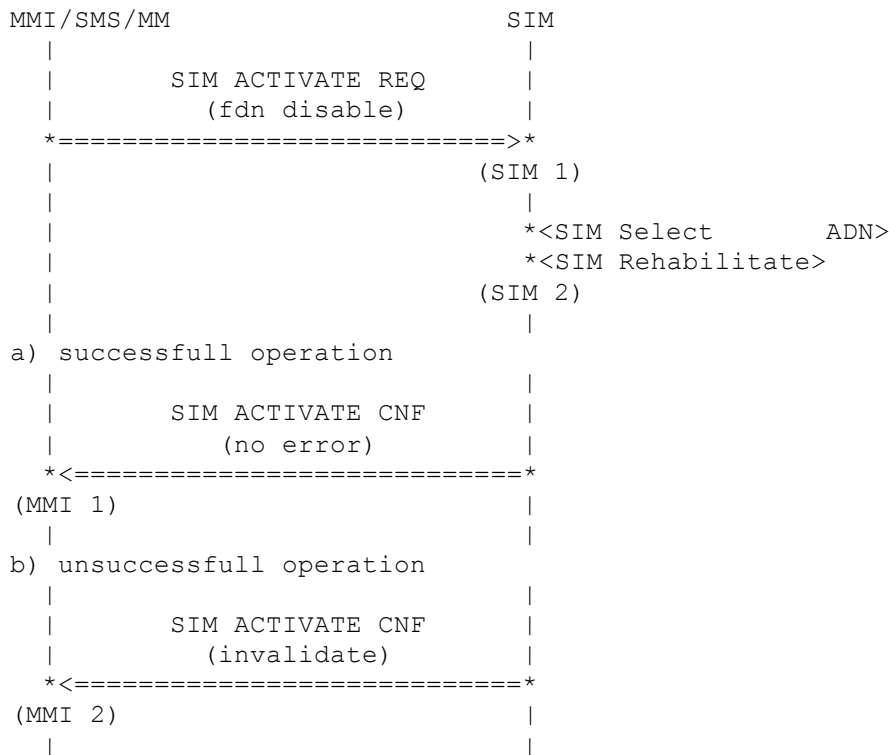 MMI/SMS/MM                     SIM
  |                              |
  |       SIM ACTIVATE REQ       |
  |         (fdn disable)        |
  *============================>*
  |                           (SIM 1)
  |                              |
  |                              *<SIM Select       ADN>
  |                              *<SIM Rehabilitate>
  |                           (SIM 2)
  |                              |
a) successfull operation
  |                              |
  |       SIM ACTIVATE CNF       |
  |          (no error)          |
  *<============================*
(MMI 1)                          |
  |                              |
b) unsuccessfull operation
  |                              |
  |       SIM ACTIVATE CNF       |
  |         (invalidate)         |
  *<============================*
(MMI 2)                          |
  |                              |